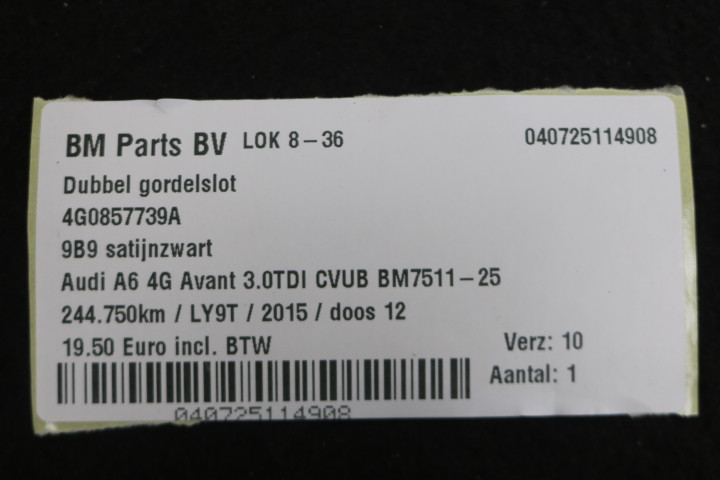 BM Parts BV LOK 8-36 040725114908
Dubbel gordelslot
4G0857739A
9B9 satijnzwart
Audi A6 4G Avant 3.0TDI CVUB BM7511-25
244.750km / LY9T / 2015 / doos 12
19.50 Euro incl. BTW Verz: 10
Aantal: 1
040725114908